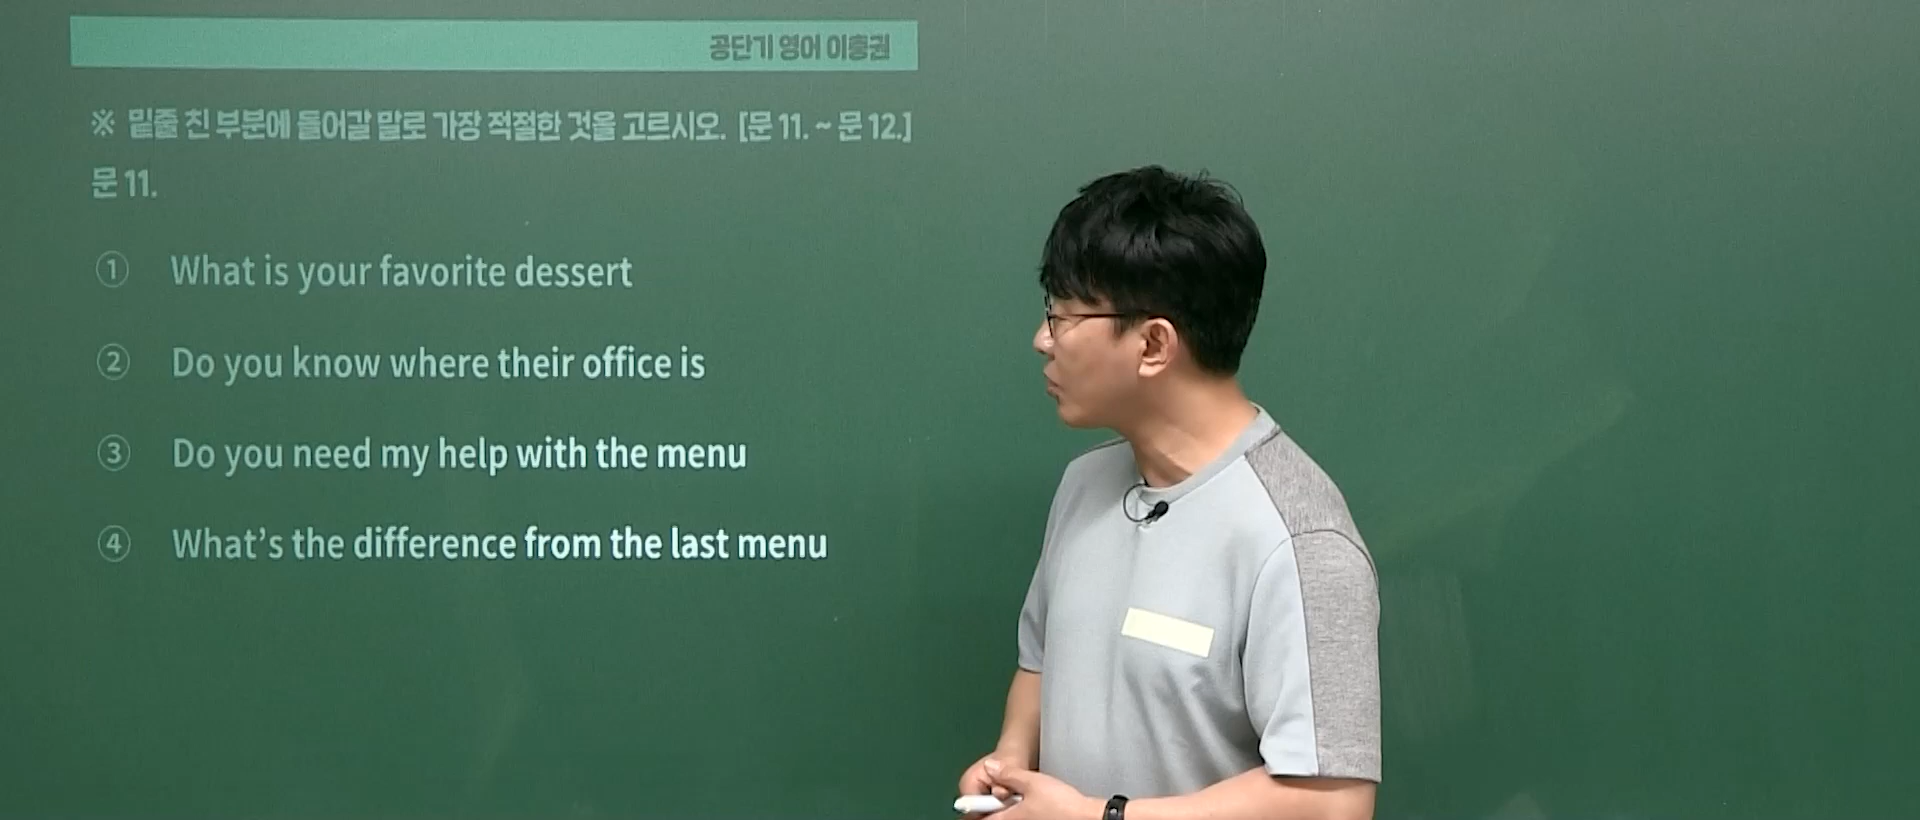 공단기 영어 이흥권
※ 밑줄 친 부분에 들어갈 말로 가장 적절한 것을 고르시오. [문 11. ~ 문 12.]
문 11.
① What is your favorite dessert
② Do you know where their office is
③ Do you need my help with the menu
④ What’s the difference from the last menu